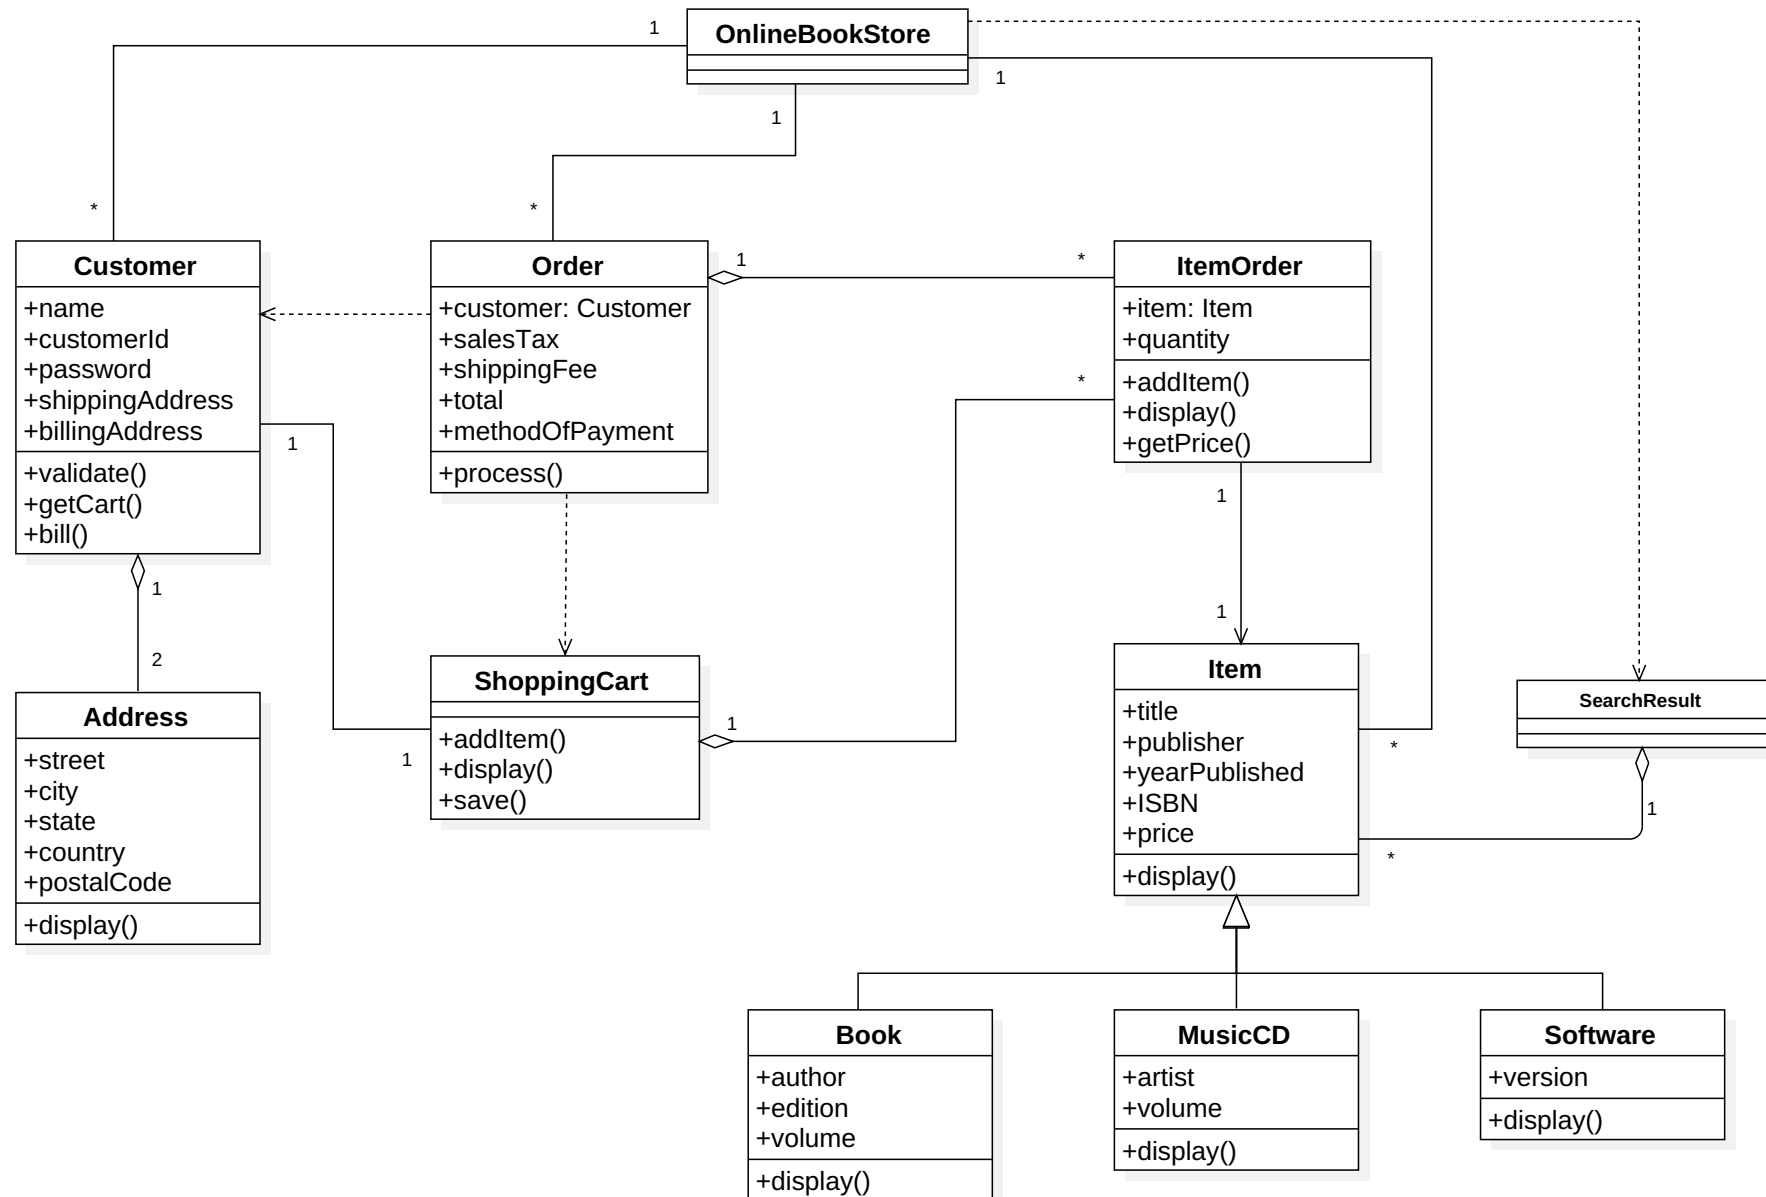 OnlineBookStore
1
1
1
*
*
Customer
+name
+customerId
+password
+shippingAddress
+billingAddress
+validate()
+getCart()
+bill()
1
1
2
Order
+customer: Customer
+salesTax
+shippingFee
+total
+methodOfPayment
+process()
1
*
*
ItemOrder
+item: Item
+quantity
+addItem()
+display()
+getPrice()
1
1
Address
+street
+city
+state
+country
+postalCode
+display()
ShoppingCart
+addItem()
+display()
+save()
1
1
Item
+title
+publisher
+yearPublished
+ISBN
+price
+display()
*
*
SearchResult
1
Book
+author
+edition
+volume
+display()
MusicCD
+artist
+volume
+display()
Software
+version
+display()